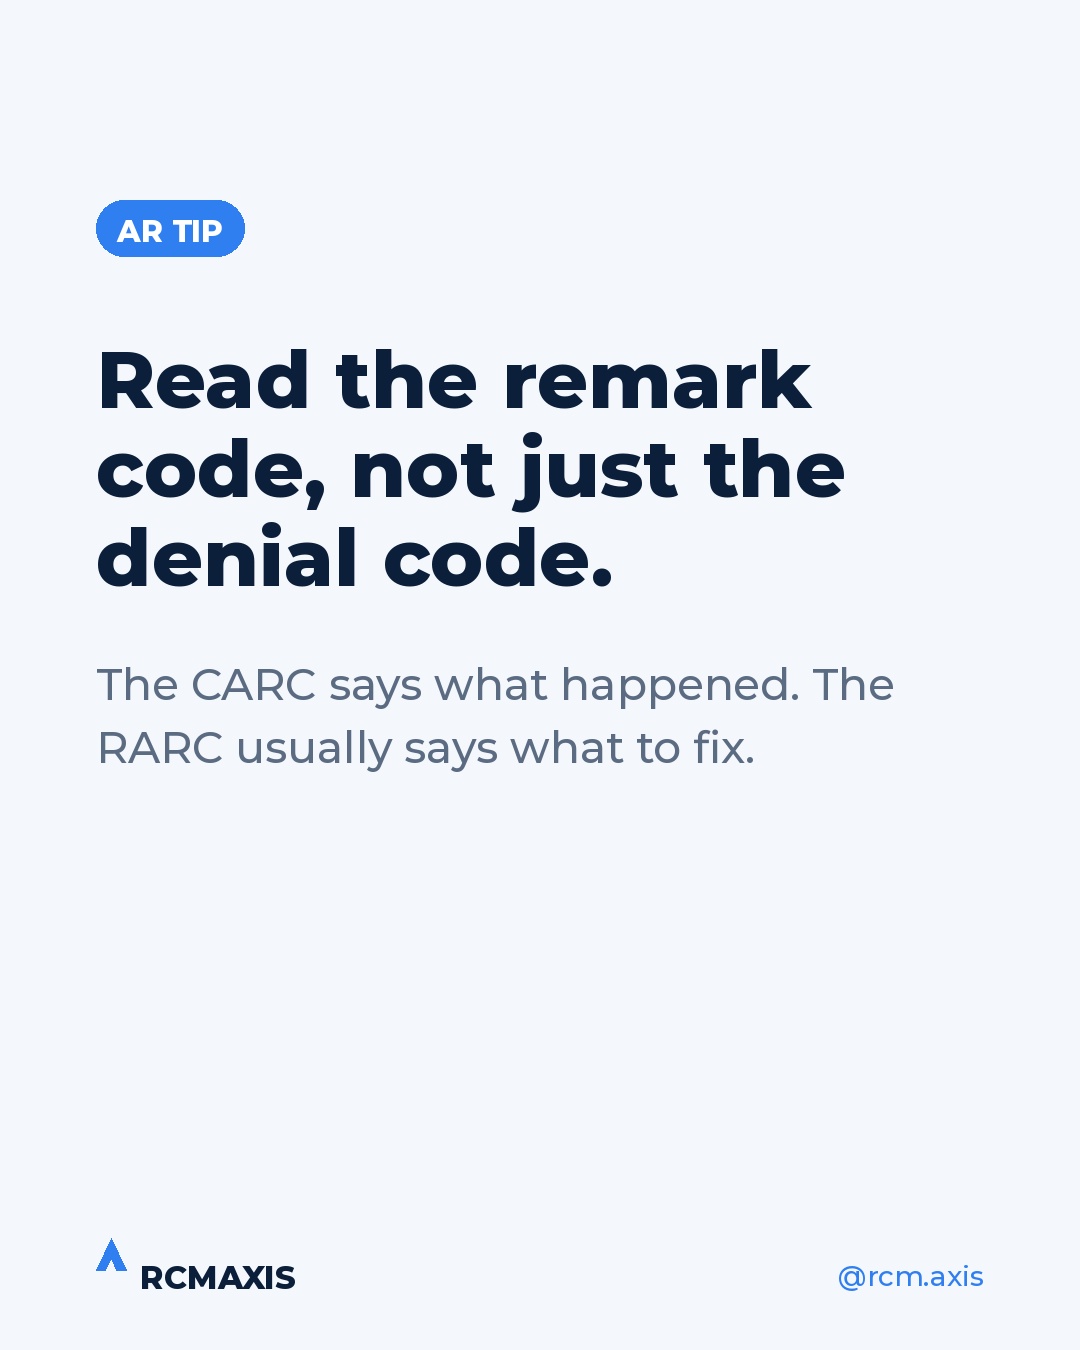 AR TIP
Read the remark
code, not just the
denial code.
The CARC says what happened. The
RARC usually says what to fix.
RCMAXIS
@rcm.axis